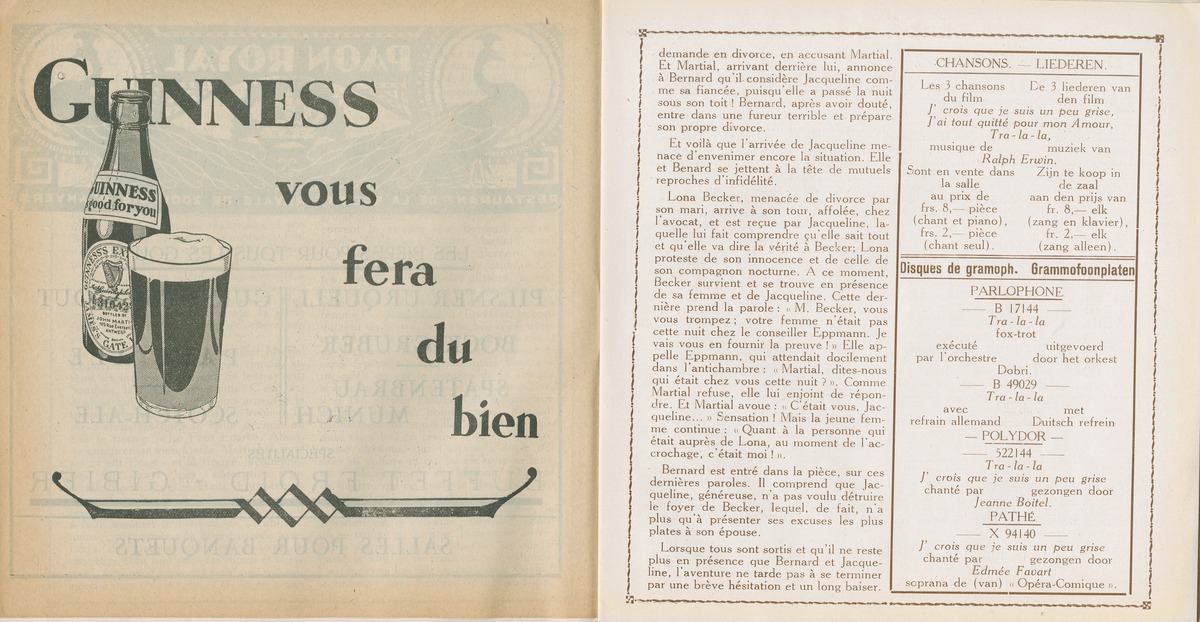 GUINNESS
vous
fera
du
bien
GUINNESS
good for you
demande en divorce, en accusant Martial.
Et Martial, arrivant derrière lui, annonce
à Bernard qu'il considère Jacqueline com-
me sa fiancée, puisqu'elle a passé la nuit
sous son toit ! Bernard, après avoir douté,
entre dans une fureur terrible et prépare
son propre divorce.
Et voilà que l'arrivée de Jacqueline me-
nace d'envenimer encore la situation. Elle
et Benard se jettent à la tête de mutuels
reproches d'infidélité.
Lona Becker, menacée de divorce par
son mari, arrive à son tour, affolée, chez
l'avocat, et est reçue par Jacqueline, la-
quelle lui fait comprendre qu'elle sait tout
et qu'elle va dire la vérité à Becker; Lona
proteste de son innocence et de celle de
son compagnon nocturne. A ce moment,
Becker survient et se trouve en présence
de sa femme et de Jacqueline. Cette der-
nière prend la parole : « M. Becker, vous
vous trompez ; votre femme n'était pas
cette nuit chez le conseiller Eppmann. Je
vais vous en fournir la preuve ! » Elle ap-
pelle Eppmann, qui attendait docilement
dans l'antichambre : « Martial, dites-nous
qui était chez vous cette nuit ? ». Comme
Martial refuse, elle lui enjoint de répon-
dre. Et Martial avoue : « C'était vous, Jac-
queline... » Sensation ! Mais la jeune fem-
me continue : « Quant à la personne qui
était auprès de Lona, au moment de l'ac-
crochage, c'était moi ! ».
Bernard est entré dans la pièce, sur ces
dernières paroles. Il comprend que Jac-
queline, généreuse, n'a pas voulu détruire
le foyer de Becker, lequel, de fait, n'a
plus qu'à présenter ses excuses les plus
plates à son épouse.
Lorsque tous sont sortis et qu'il ne reste
plus en présence que Bernard et Jacque-
line, l'aventure ne tarde pas à se terminer
par une brève hésitation et un long baiser.
CHANSONS. — LIEDEREN.
Les 3 chansons De 3 liederen van
du film den film
J' crois que je suis un peu grise,
J'ai tout quitté pour mon Amour,
Tra-la-la,
musique de muziek van
Ralph Erwin.
Sont en vente dans Zijn te koop in
la salle de zaal
au prix de aan den prijs van
frs. 8,— pièce fr. 8,— elk
(chant et piano), (zang en klavier),
frs. 2,— pièce fr. 2,— elk
(chant seul). (zang alleen).
Disques de gramoph. Grammofoonplaten
PARLOPHONE
— B 17144 —
Tra-la-la
fox-trot
exécuté uitgevoerd
par l'orchestre door het orkest
Dobri.
— B 49029 —
Tra-la-la
avec met
refrain allemand Duitsch refrein
— POLYDOR —
— 522144 —
Tra-la-la
J' crois que je suis un peu grise
chanté par gezongen door
Jeanne Boitel.
PATHÉ
— X 94140 —
J' crois que je suis un peu grise
chanté par gezongen door
Edmée Favart
soprana de (van) « Opéra-Comique ».